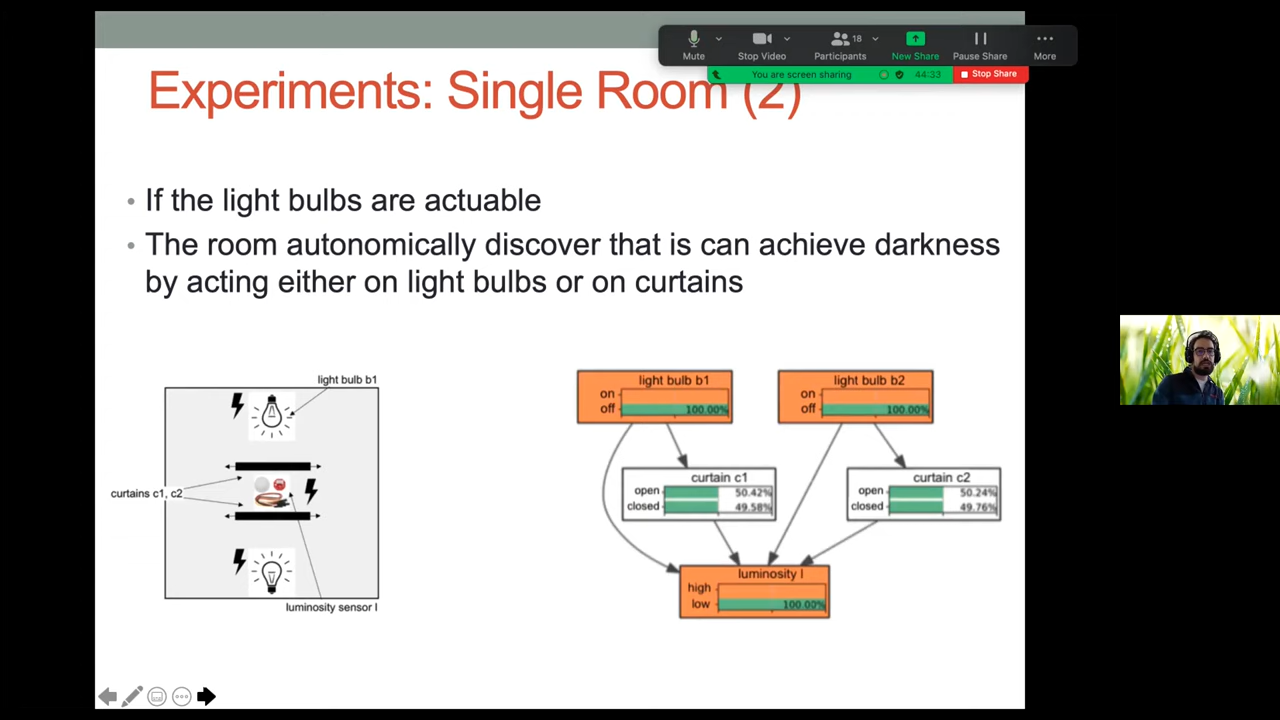 18
Mute
Stop Video
Participants
New Share
Pause Share
More
You are screen sharing
44:33
Stop Share
Experiments: Single Room (2)
• If the light bulbs are actuable
• The room autonomically discover that is can achieve darkness
by acting either on light bulbs or on curtains
light bulb b1
curtains c1, c2
luminosity sensor l
light bulb b1
on
off
100.00%
light bulb b2
on
off
100.00%
curtain c1
open
50.42%
closed
49.58%
curtain c2
open
50.24%
closed
49.76%
luminosity l
high
low
100.00%